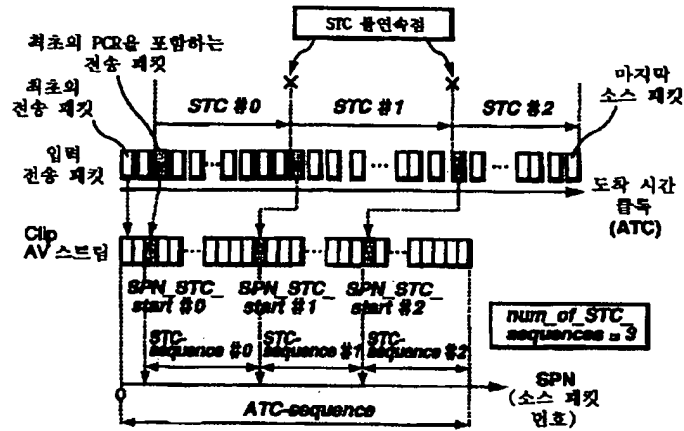 STC 불연속점
최초의 PCR을 포함하는
전송 패킷
최초의
전송 패킷
마지막
소스 패킷
STC #0
STC #1
STC #2
입력
전송 패킷
도착 시간
클록
(ATC)
Clip
AV 스트림
SPN_STC_
start #0
SPN_STC_
start #1
SPN_STC_
start #2
num_of_STC_
sequences = 3
STC-
sequence #0
STC-
sequence #1
STC-
sequence #2
0
SPN
(소스 패킷
번호)
ATC-sequence